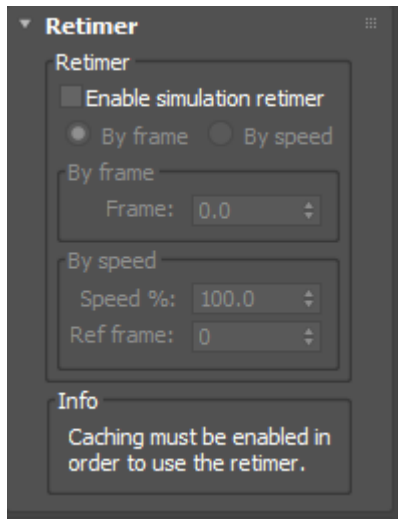 Retimer
Retimer
Enable simulation retimer
By frame By speed
By frame
Frame: 0.0
By speed
Speed %: 100.0
Ref frame: 0
Info
Caching must be enabled in
order to use the retimer.